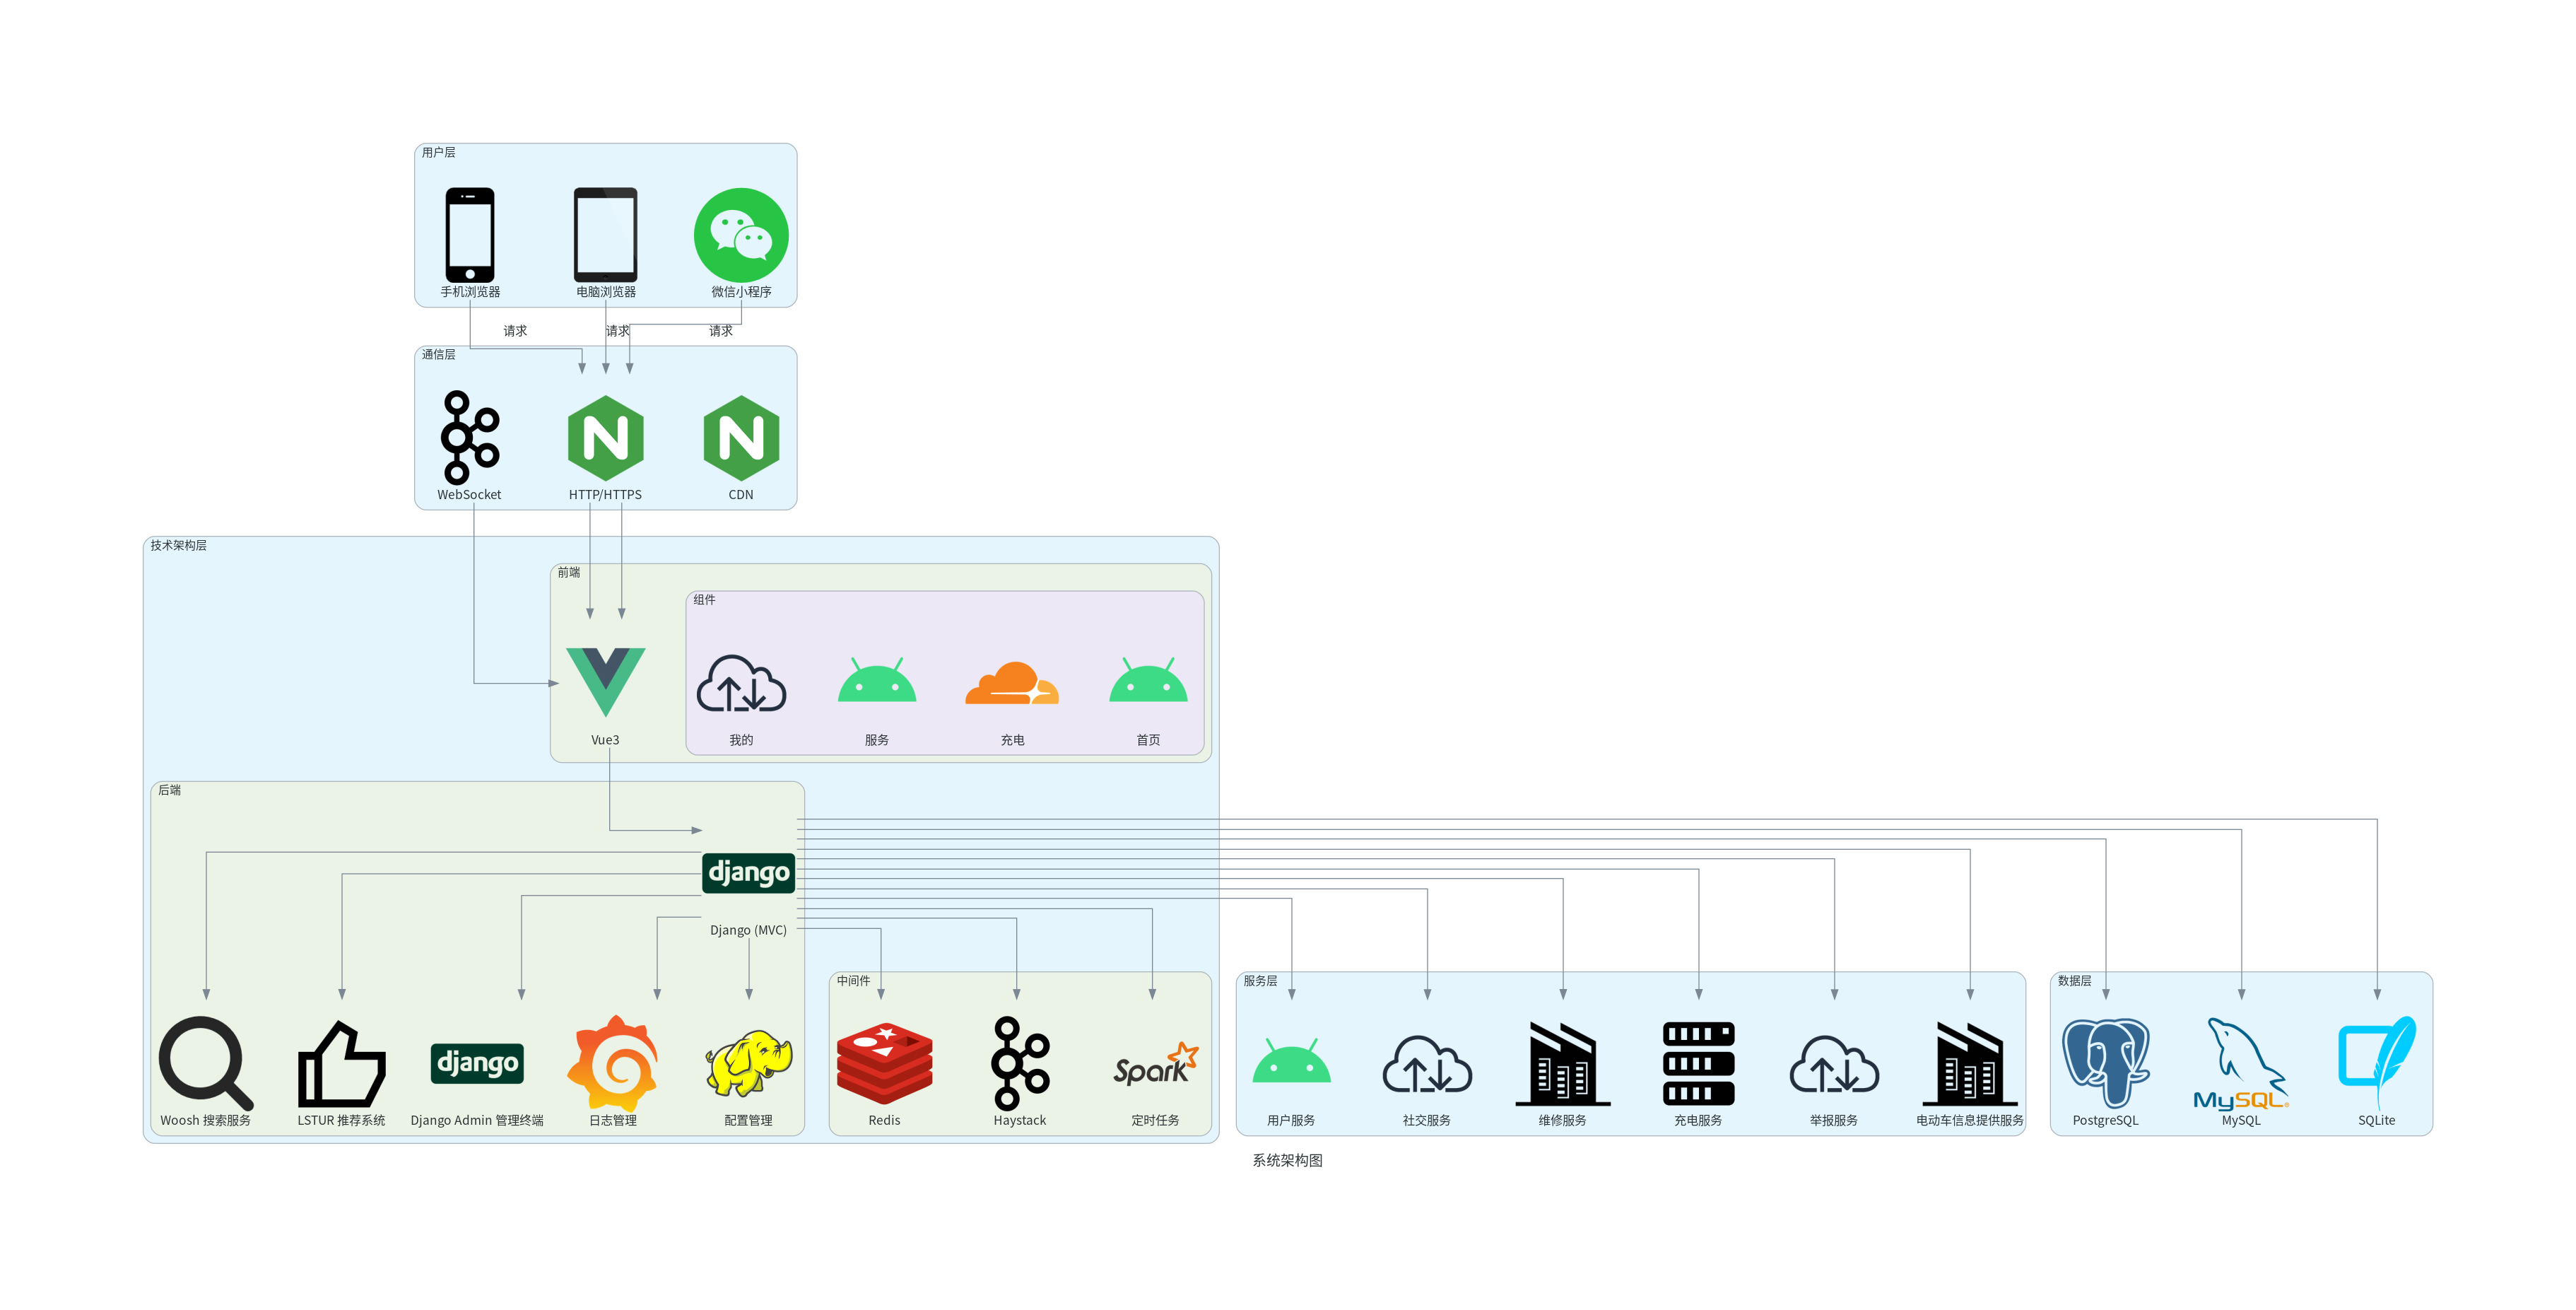 用户层
手机浏览器
电脑浏览器
微信小程序
请求
请求
请求
通信层
WebSocket
HTTP/HTTPS
CDN
技术架构层
前端
组件
Vue3
我的
服务
充电
首页
后端
django
Django (MVC)
中间件
服务层
数据层
django
Spark
MySQL
Woosh 搜索服务
LSTUR 推荐系统
Django Admin 管理终端
日志管理
配置管理
Redis
Haystack
定时任务
用户服务
社交服务
维修服务
充电服务
举报服务
电动车信息提供服务
PostgreSQL
MySQL
SQLite
系统架构图